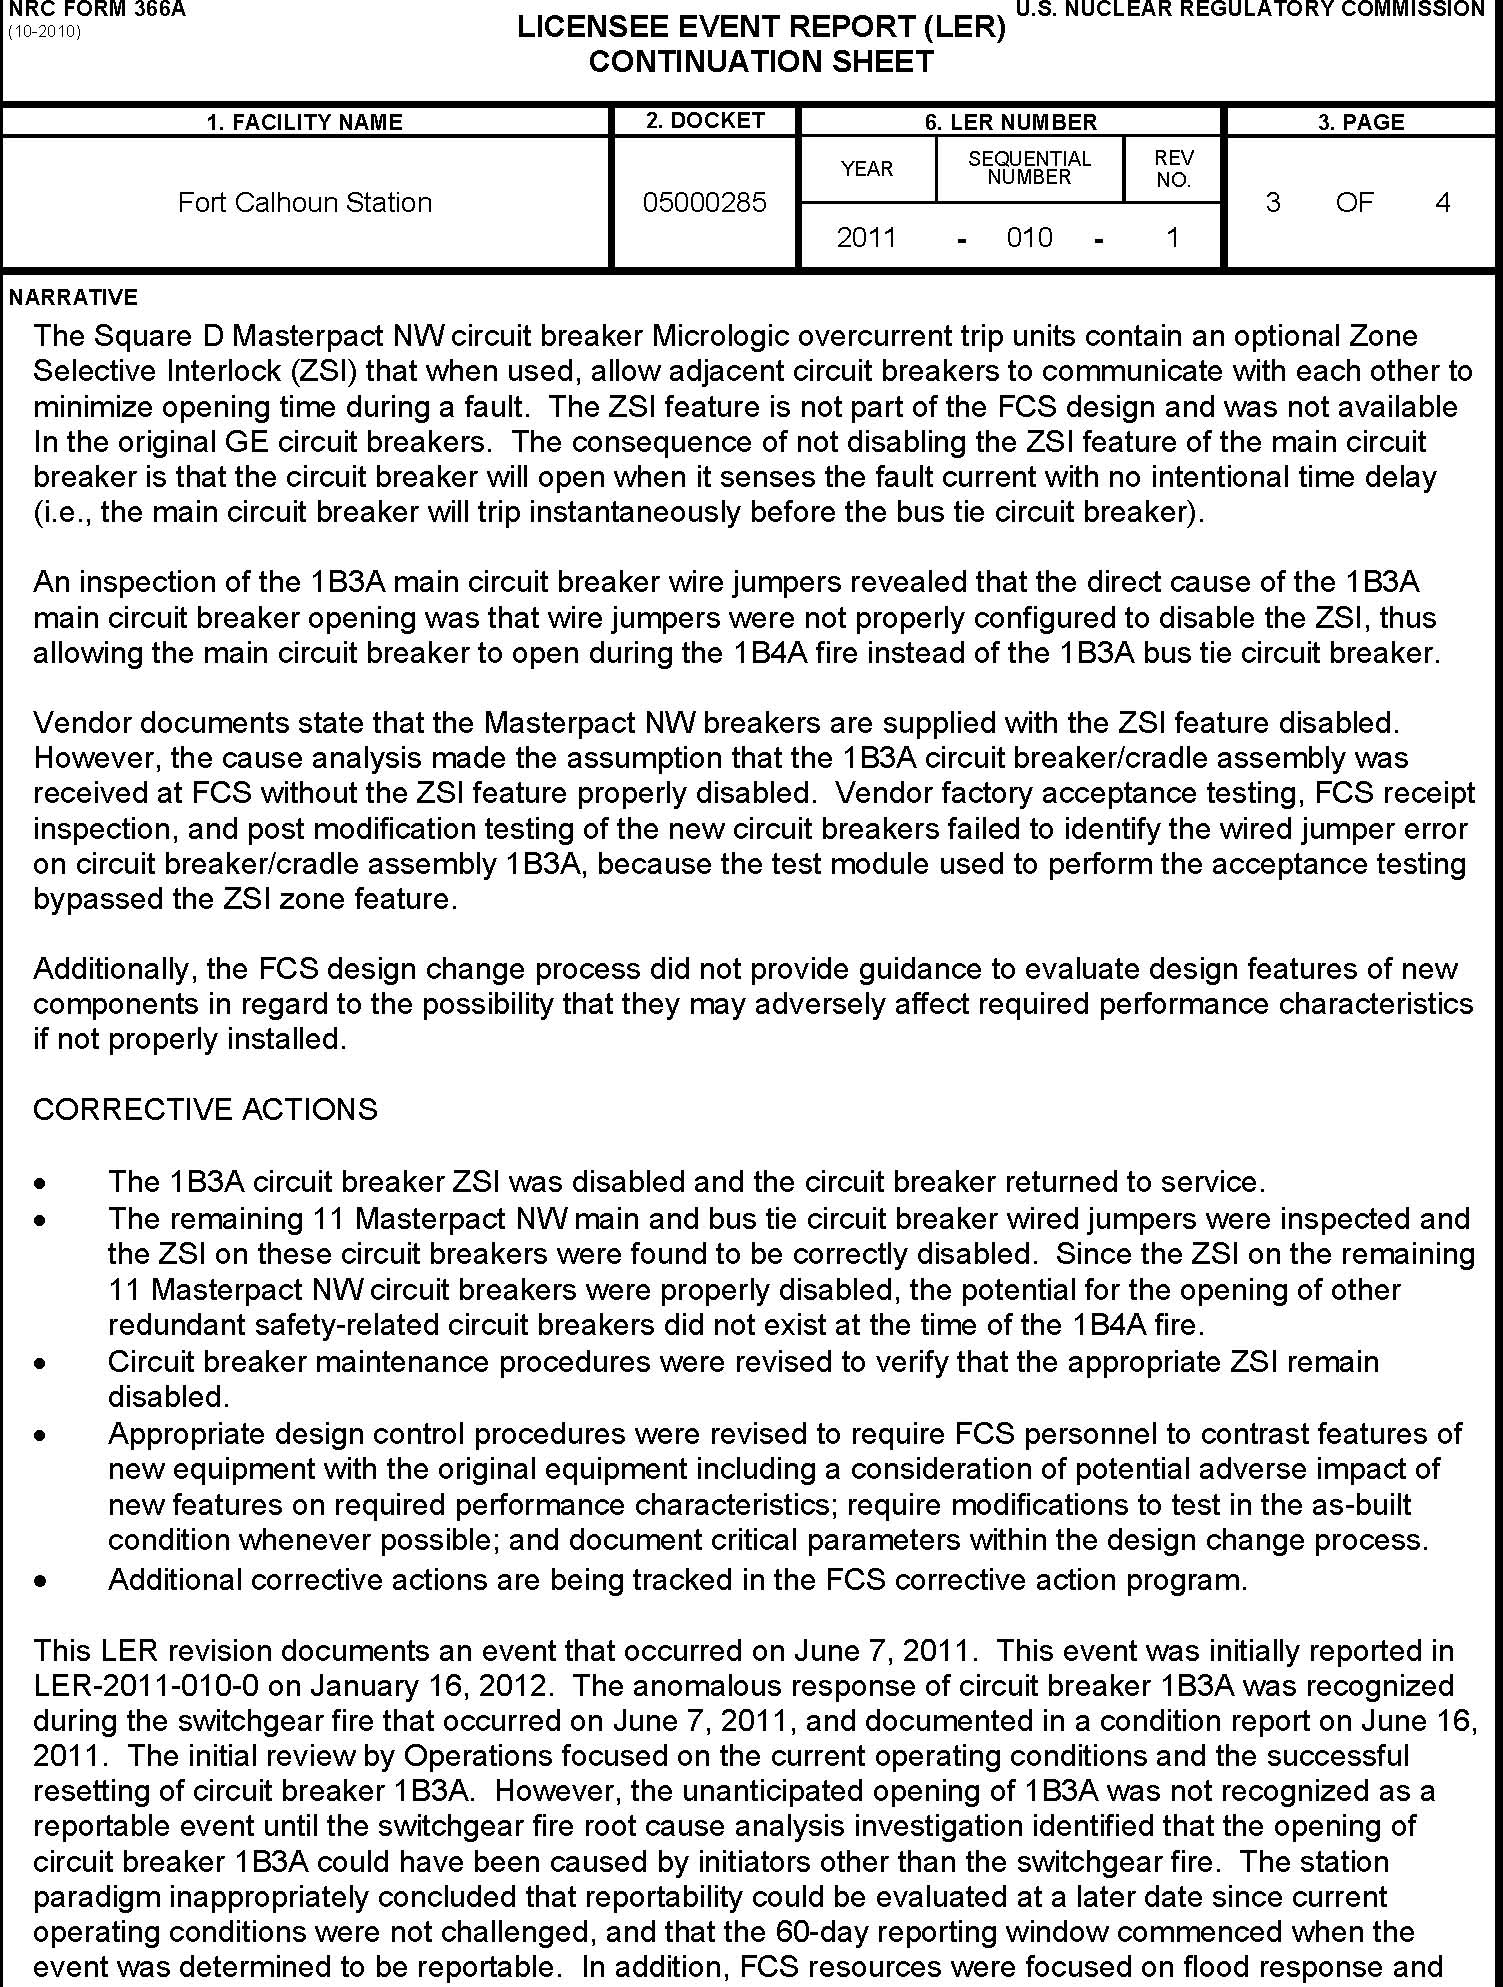 NRC FORM 366A
(10-2010)
LICENSEE EVENT REPORT (LER)
U.S. NUCLEAR REGULATORY COMMISSION
CONTINUATION SHEET
1. FACILITY NAME
2. DOCKET
6. LER NUMBER
3. PAGE
Fort Calhoun Station
05000285
YEAR
SEQUENTIAL
NUMBER
REV
NO.
2011 - 010 - 1
3 OF 4
NARRATIVE
The Square D Masterpact NW circuit breaker Micrologic overcurrent trip units contain an optional Zone
Selective Interlock (ZSI) that when used, allow adjacent circuit breakers to communicate with each other to
minimize opening time during a fault. The ZSI feature is not part of the FCS design and was not available
In the original GE circuit breakers. The consequence of not disabling the ZSI feature of the main circuit
breaker is that the circuit breaker will open when it senses the fault current with no intentional time delay
(i.e., the main circuit breaker will trip instantaneously before the bus tie circuit breaker).
An inspection of the 1B3A main circuit breaker wire jumpers revealed that the direct cause of the 1B3A
main circuit breaker opening was that wire jumpers were not properly configured to disable the ZSI, thus
allowing the main circuit breaker to open during the 1B4A fire instead of the 1B3A bus tie circuit breaker.
Vendor documents state that the Masterpact NW breakers are supplied with the ZSI feature disabled.
However, the cause analysis made the assumption that the 1B3A circuit breaker/cradle assembly was
received at FCS without the ZSI feature properly disabled. Vendor factory acceptance testing, FCS receipt
inspection, and post modification testing of the new circuit breakers failed to identify the wired jumper error
on circuit breaker/cradle assembly 1B3A, because the test module used to perform the acceptance testing
bypassed the ZSI zone feature.
Additionally, the FCS design change process did not provide guidance to evaluate design features of new
components in regard to the possibility that they may adversely affect required performance characteristics
if not properly installed.
CORRECTIVE ACTIONS
• The 1B3A circuit breaker ZSI was disabled and the circuit breaker returned to service.
• The remaining 11 Masterpact NW main and bus tie circuit breaker wired jumpers were inspected and
the ZSI on these circuit breakers were found to be correctly disabled. Since the ZSI on the remaining
11 Masterpact NW circuit breakers were properly disabled, the potential for the opening of other
redundant safety-related circuit breakers did not exist at the time of the 1B4A fire.
• Circuit breaker maintenance procedures were revised to verify that the appropriate ZSI remain
disabled.
• Appropriate design control procedures were revised to require FCS personnel to contrast features of
new equipment with the original equipment including a consideration of potential adverse impact of
new features on required performance characteristics; require modifications to test in the as-built
condition whenever possible; and document critical parameters within the design change process.
• Additional corrective actions are being tracked in the FCS corrective action program.
This LER revision documents an event that occurred on June 7, 2011. This event was initially reported in
LER-2011-010-0 on January 16, 2012. The anomalous response of circuit breaker 1B3A was recognized
during the switchgear fire that occurred on June 7, 2011, and documented in a condition report on June 16,
2011. The initial review by Operations focused on the current operating conditions and the successful
resetting of circuit breaker 1B3A. However, the unanticipated opening of 1B3A was not recognized as a
reportable event until the switchgear fire root cause analysis investigation identified that the opening of
circuit breaker 1B3A could have been caused by initiators other than the switchgear fire. The station
paradigm inappropriately concluded that reportability could be evaluated at a later date since current
operating conditions were not challenged, and that the 60-day reporting window commenced when the
event was determined to be reportable. In addition, FCS resources were focused on flood response and